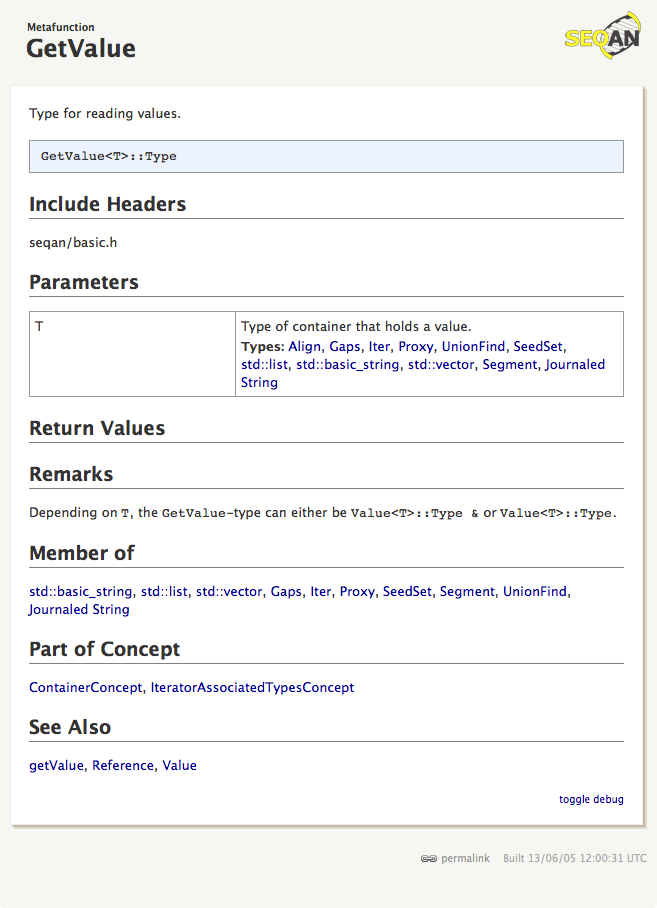 Metafunction
GetValue
SEQAN
Type for reading values.
GetValue<T>::Type
Include Headers
seqan/basic.h
Parameters
T
Type of container that holds a value.
Types: Align, Gaps, Iter, Proxy, UnionFind, SeedSet,
std::list, std::basic_string, std::vector, Segment, Journaled
String
Return Values
Remarks
Depending on T, the GetValue-type can either be Value<T>::Type & or Value<T>::Type.
Member of
std::basic_string, std::list, std::vector, Gaps, Iter, Proxy, SeedSet, Segment, UnionFind,
Journaled String
Part of Concept
ContainerConcept, IteratorAssociatedTypesConcept
See Also
getValue, Reference, Value
toggle debug
permalink Built 13/06/05 12:00:31 UTC